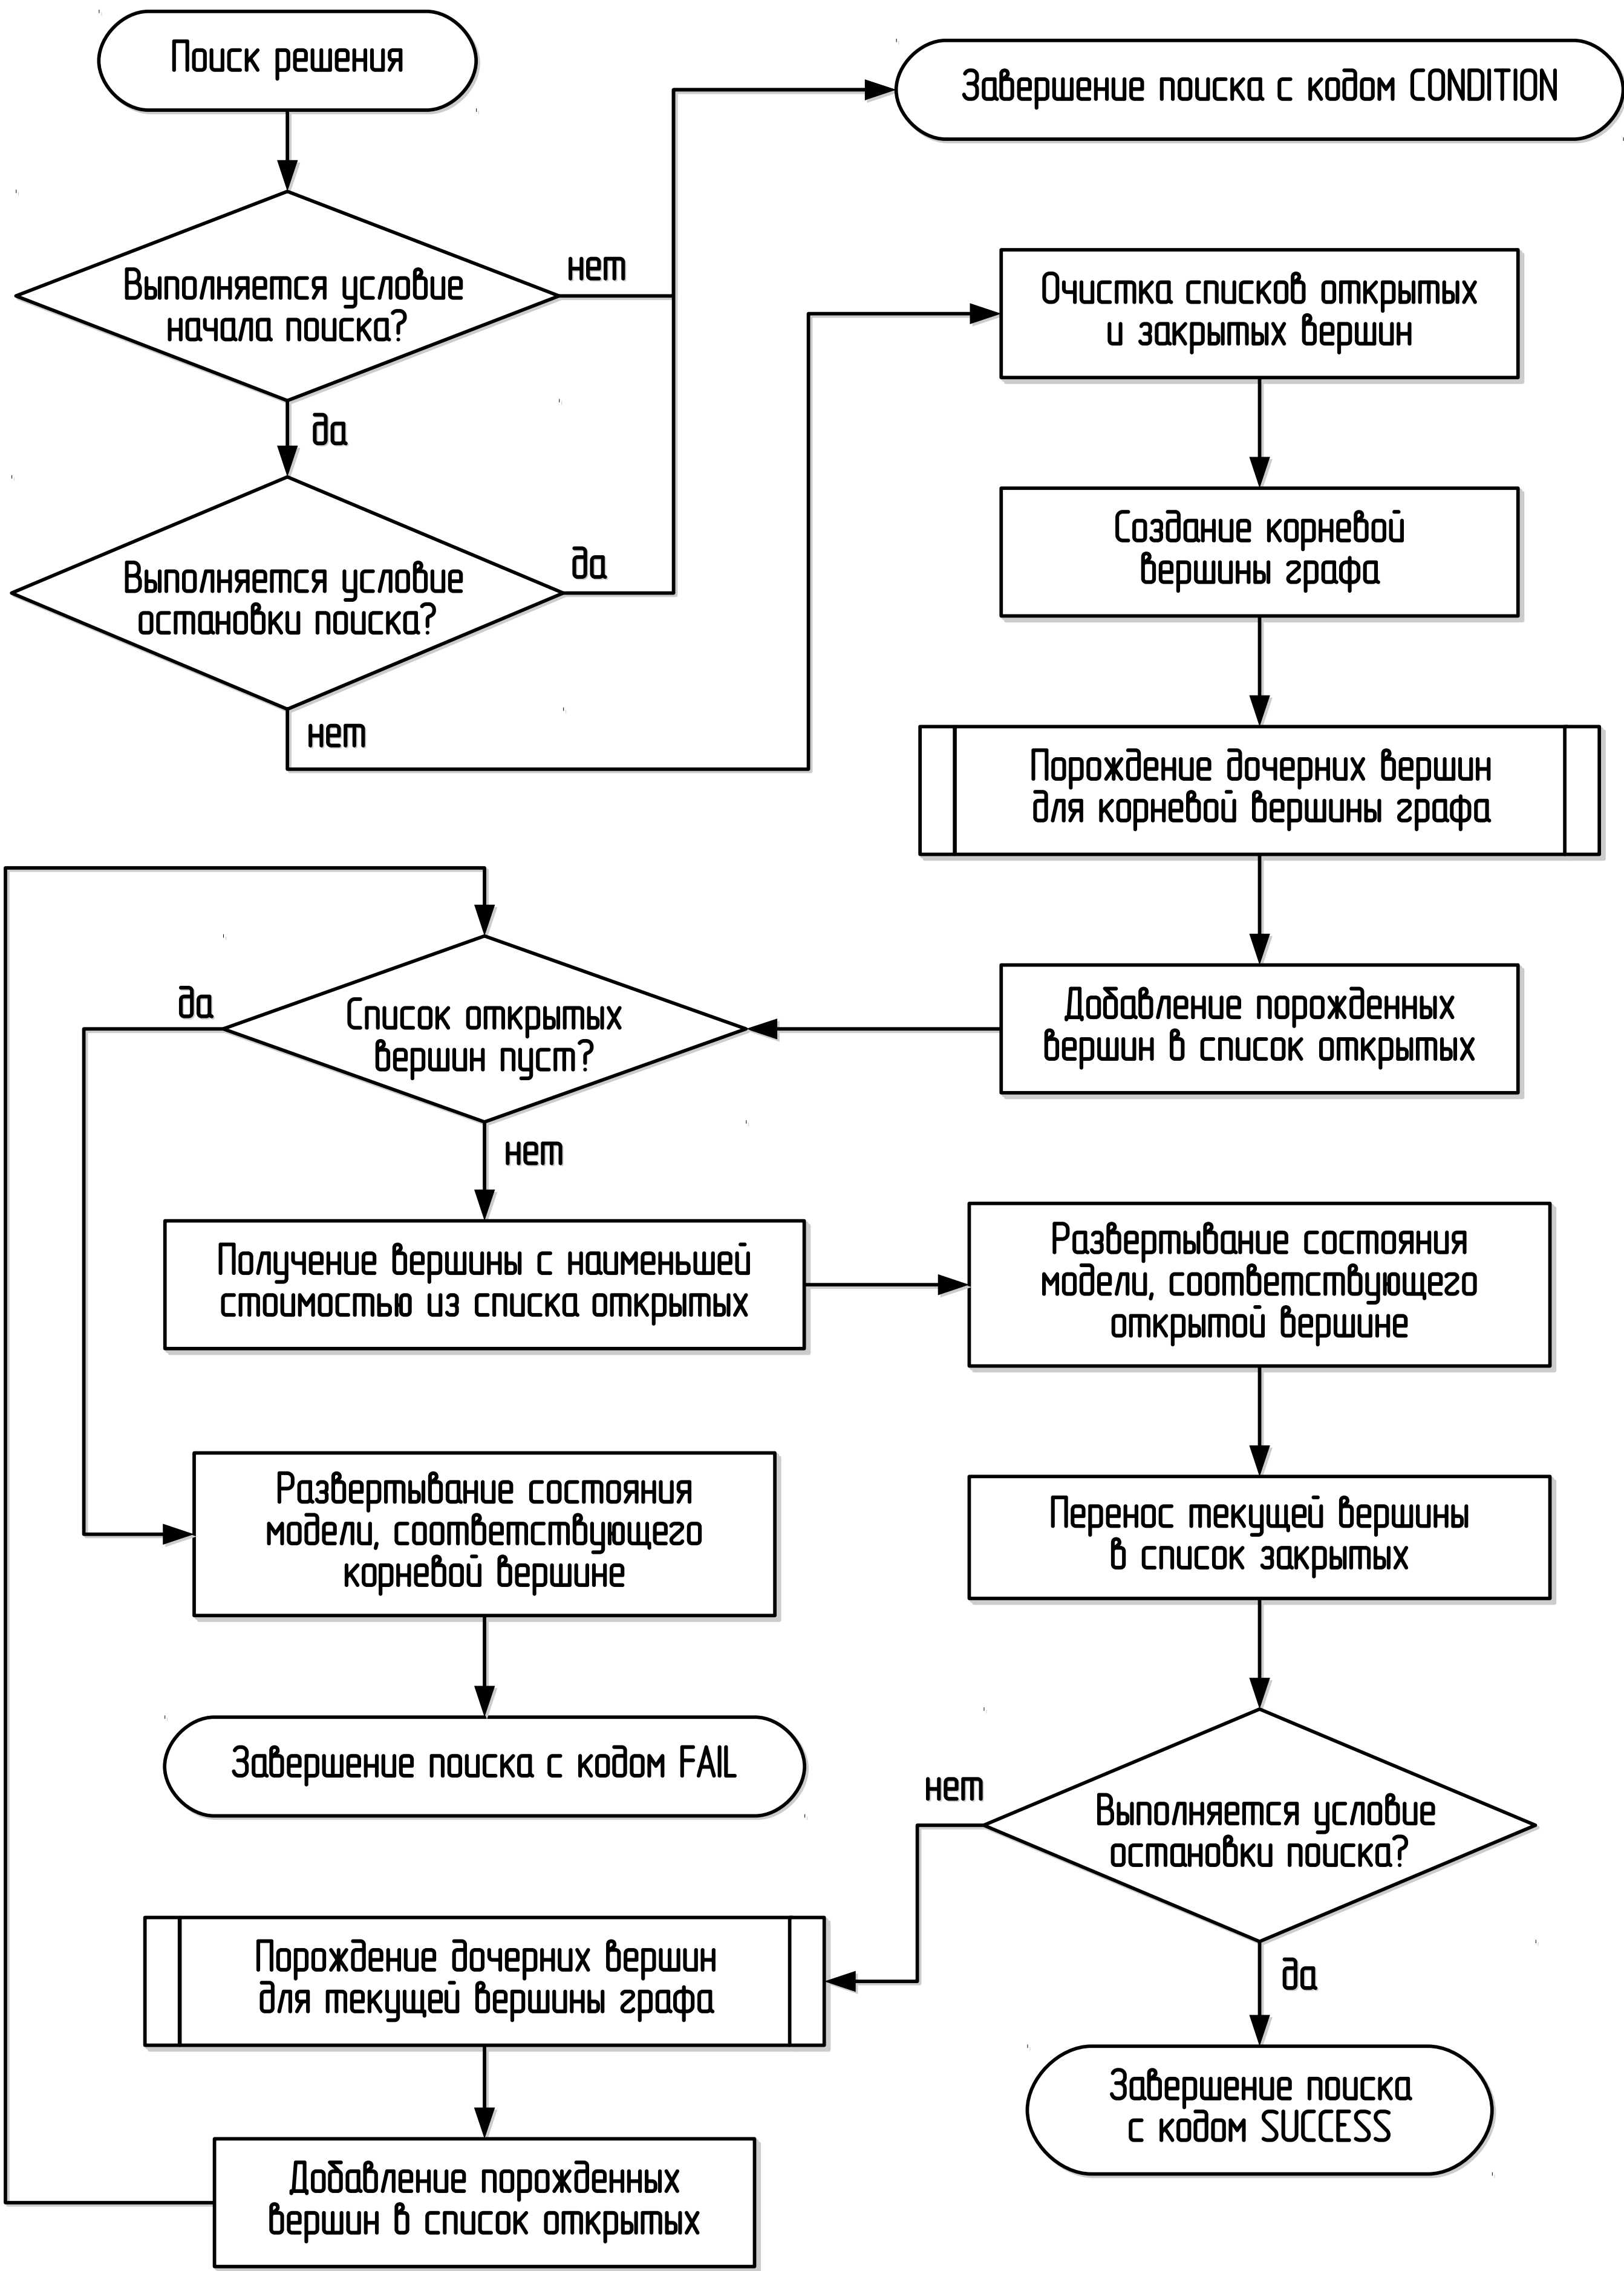 Поиск решения
Завершение поиска с кодом CONDITION
Выполняется условие
начала поиска?
нет
да
Выполняется условие
остановки поиска?
да
нет
Очистка списков открытых
и закрытых вершин
Создание корневой
вершины графа
Порождение дочерних вершин
для корневой вершины графа
Добавление порожденных
вершин в список открытых
Список открытых
вершин пуст?
да
нет
Получение вершины с наименьшей
стоимостью из списка открытых
Развертывание состояния
модели, соответствующего
открытой вершине
Развертывание состояния
модели, соответствующего
корневой вершине
Перенос текущей вершины
в список закрытых
Завершение поиска с кодом FAIL
Выполняется условие
остановки поиска?
нет
да
Порождение дочерних вершин
для текущей вершины графа
Завершение поиска
с кодом SUCCESS
Добавление порожденных
вершин в список открытых